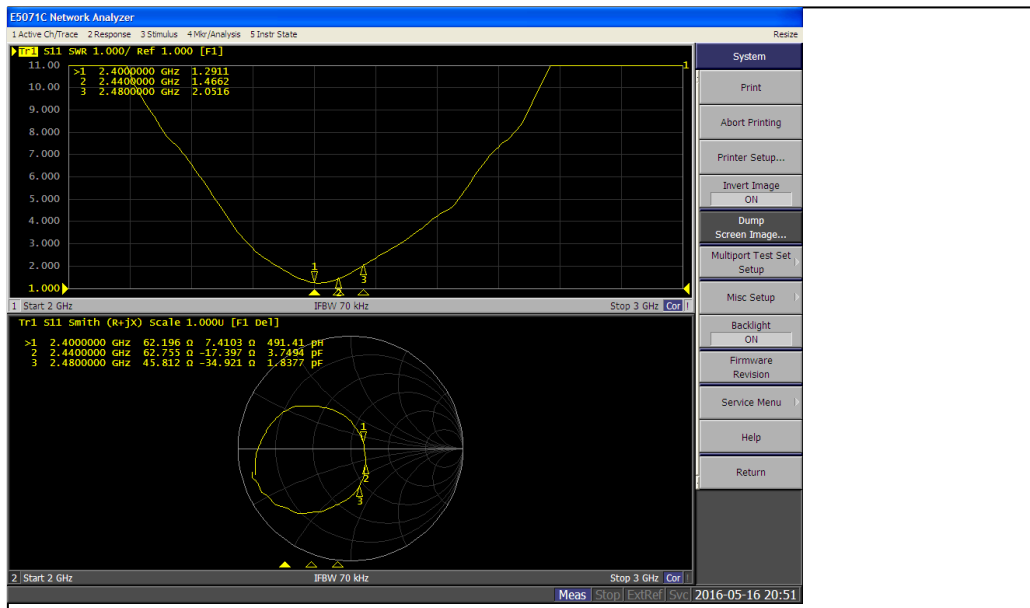 E5071C Network Analyzer
1 Active Ch/Trace 2 Response 3 Stimulus 4 Mkr/Analysis 5 Instr State Resize
Tr1 S11 SWR 1.000/ Ref 1.000 [F1]
11.00
10.00
9.000
8.000
7.000
6.000
5.000
4.000
3.000
2.000
1.000
>1 2.4000000 GHz 1.2911
2 2.4400000 GHz 1.4662
3 2.4800000 GHz 2.0516
1
1
2
3
1 Start 2 GHz IFBW 70 kHz Stop 3 GHz Cor !
Tr1 S11 Smith (R+jX) Scale 1.000U [F1 Del]
>1 2.4000000 GHz 62.196 Ω 7.4103 Ω 491.41 pH
2 2.4400000 GHz 62.755 Ω -17.397 Ω 3.7494 pF
3 2.4800000 GHz 45.812 Ω -34.921 Ω 1.8377 pF
1
2
3
2 Start 2 GHz IFBW 70 kHz Stop 3 GHz Cor !
System
Print
Abort Printing
Printer Setup...
Invert Image
ON
Dump
Screen Image...
Multiport Test Set
Setup
Misc Setup
Backlight
ON
Firmware
Revision
Service Menu
Help
Return
Meas Stop ExtRef Svc 2016-05-16 20:51